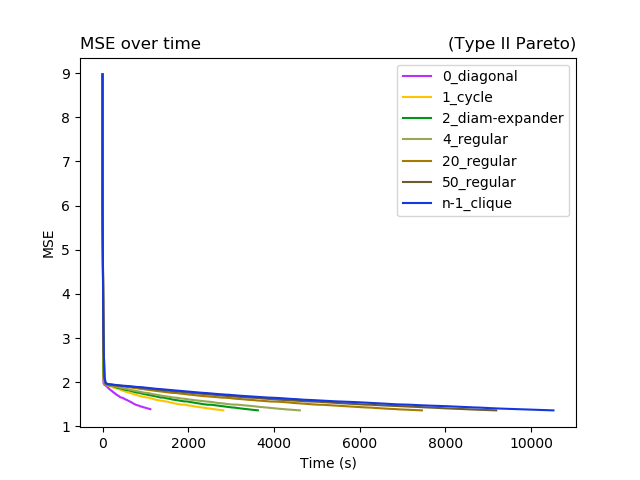 MSE over time
(Type II Pareto)
0_diagonal
1_cycle
2_diam-expander
4_regular
20_regular
50_regular
n-1_clique
9
8
7
6
5
4
3
2
1
MSE
0
2000
4000
6000
8000
10000
Time (s)